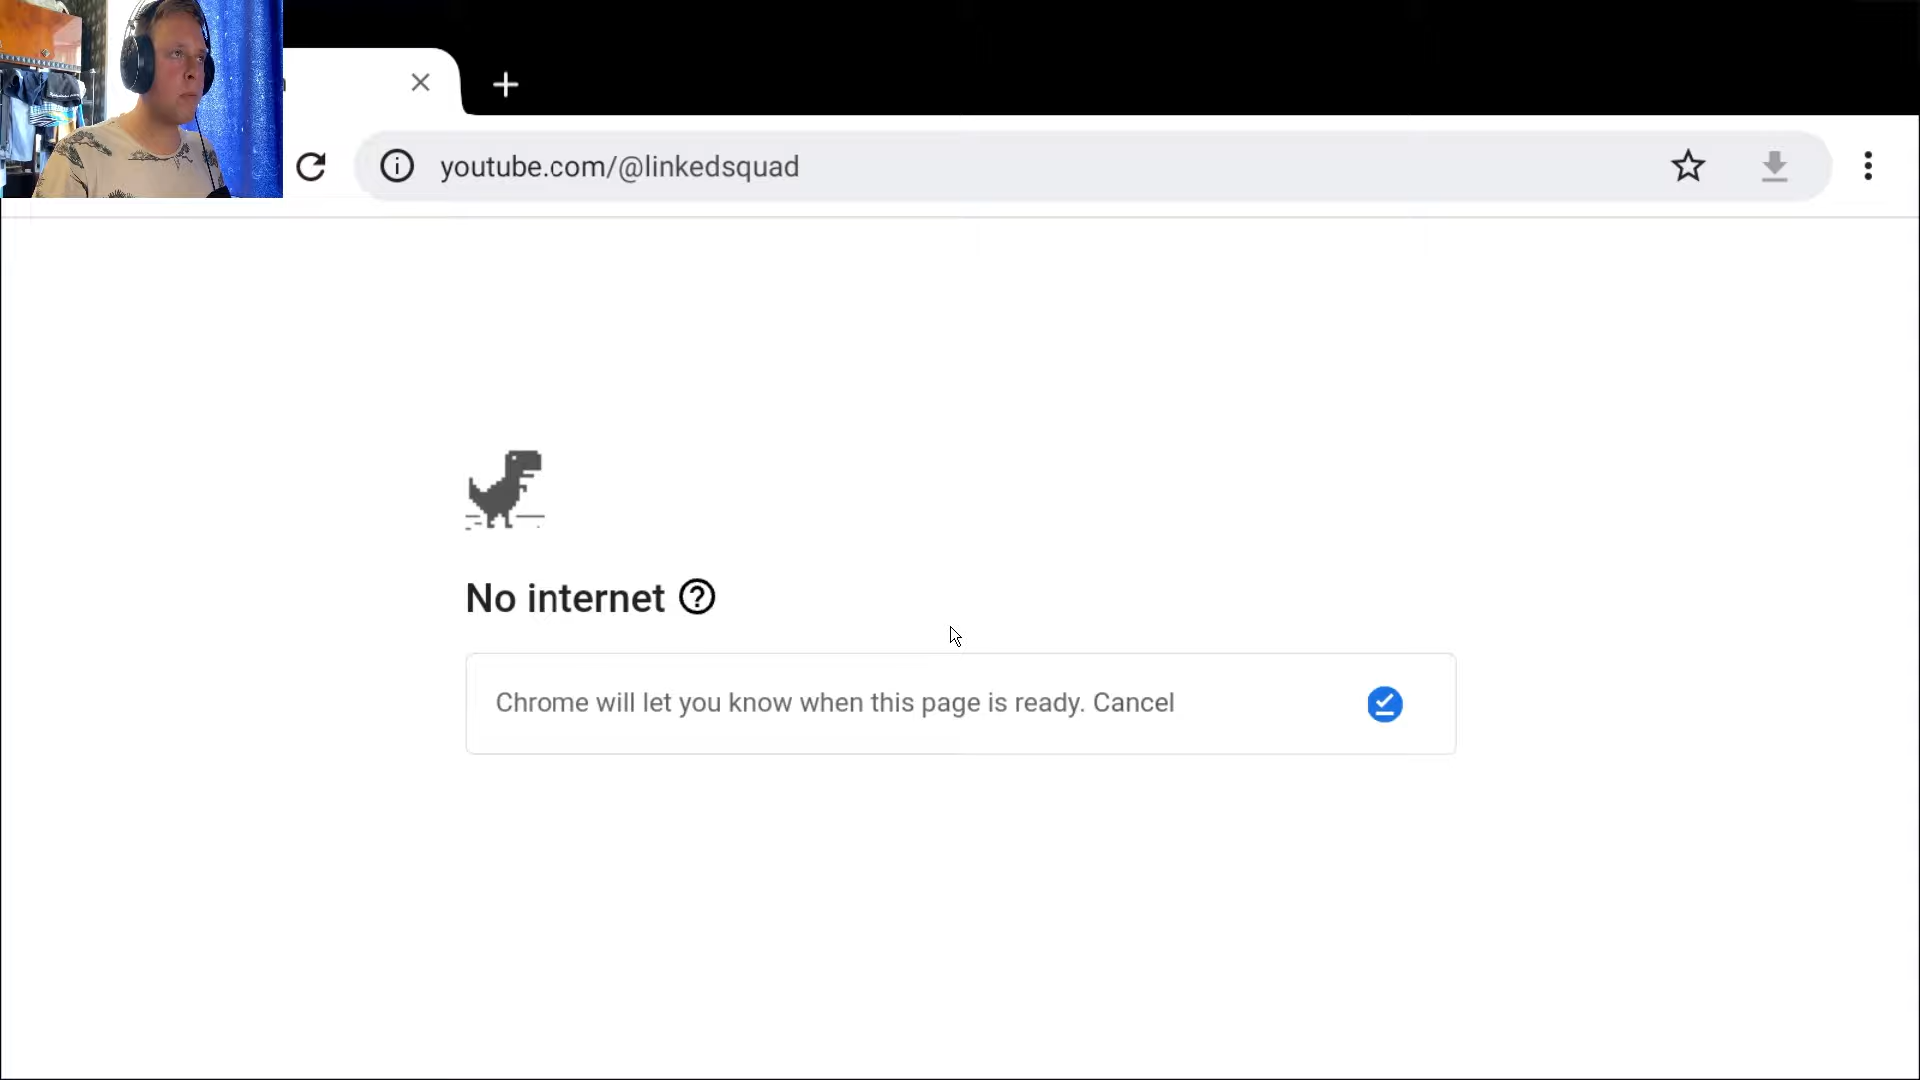 youtube.com/@linkedsquad
No internet
Chrome will let you know when this page is ready. Cancel